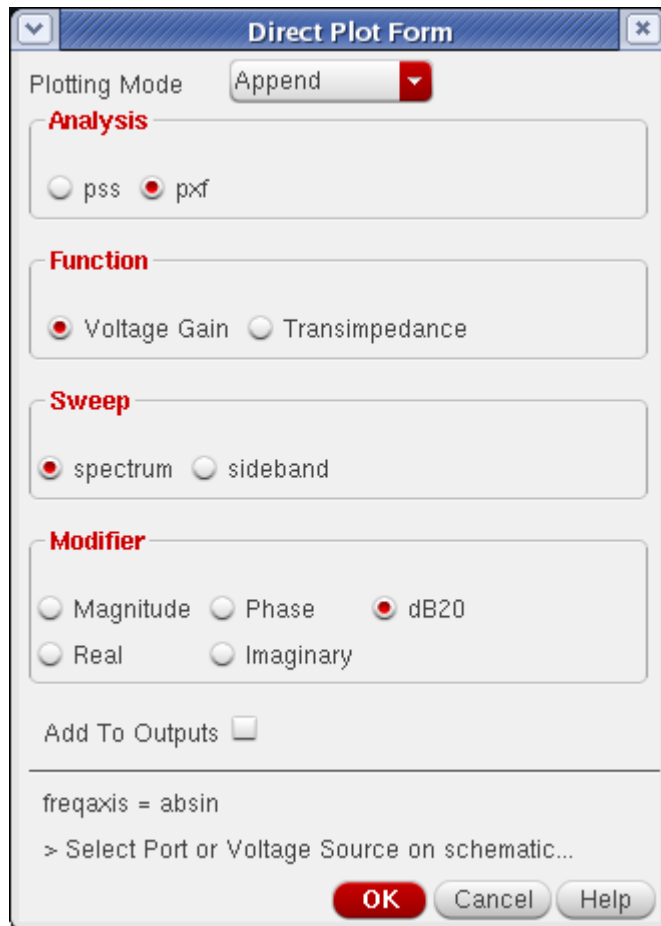 Direct Plot Form
Plotting Mode Append
Analysis
pss pxf
Function
Voltage Gain Transimpedance
Sweep
spectrum sideband
Modifier
Magnitude Phase dB20
Real Imaginary
Add To Outputs
freqaxis = absin
> Select Port or Voltage Source on schematic...
OK Cancel Help